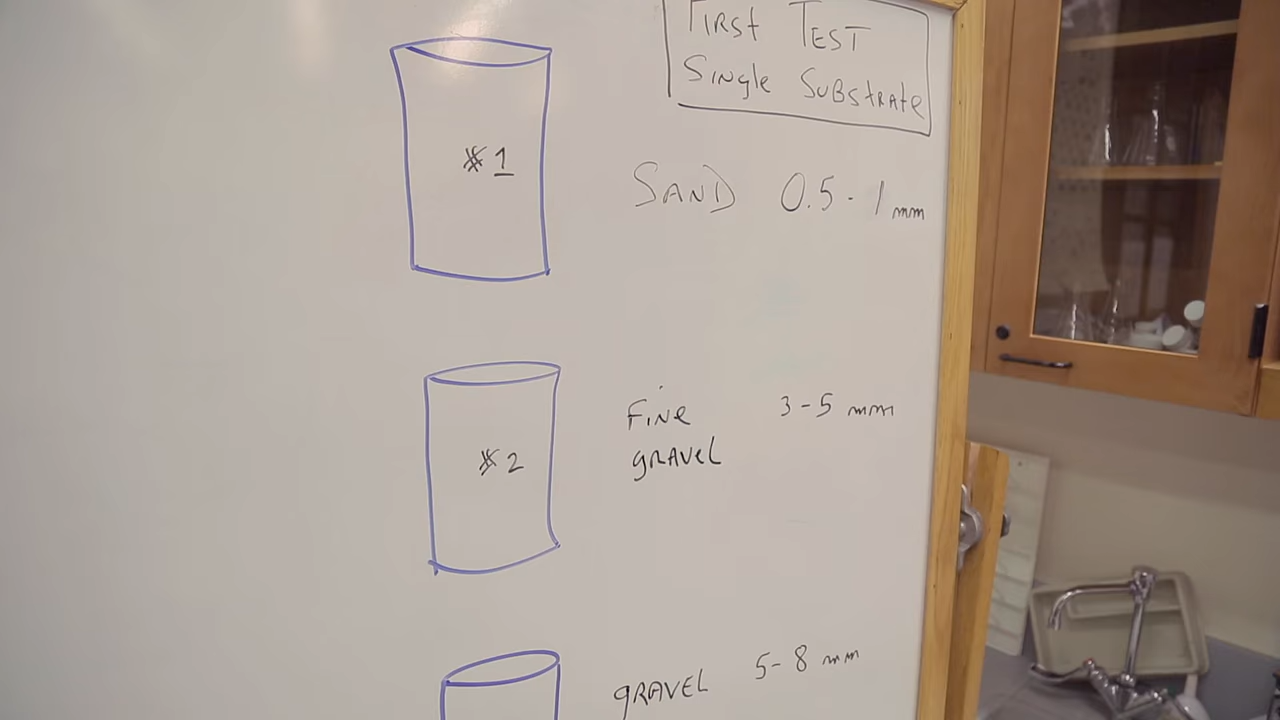 First Test
Single Substrate
#1
Sand 0.5 - 1 mm
#2
Fine 3-5 mm
gravel
gravel 5-8 mm